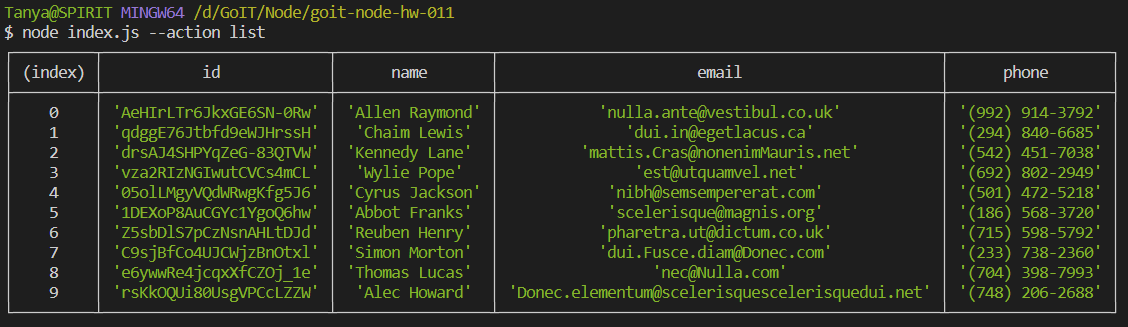 Tanya@SPIRIT MINGW64 /d/GoIT/Node/goit-node-hw-011
$ node index.js --action list
(index) id name email phone
0 'AeHIrLTr6JkxGE6SN-0Rw' 'Allen Raymond' 'nulla.ante@vestibul.co.uk' '(992) 914-3792'
1 'qdggE76Jtbfd9eWJHrssH' 'Chaim Lewis' 'dui.in@egetlacus.ca' '(294) 840-6685'
2 'drsAJ4SHPYqZeG-83QTVW' 'Kennedy Lane' 'mattis.Cras@nonenimMauris.net' '(542) 451-7038'
3 'vza2RIzNGIwutCVCs4mCL' 'Wylie Pope' 'est@utquamvel.net' '(692) 802-2949'
4 '05olLMgyVQdWRwgKfg5J6' 'Cyrus Jackson' 'nibh@semsempererat.com' '(501) 472-5218'
5 '1DEXoP8AuCGYc1YgoQ6hw' 'Abbot Franks' 'scelerisque@magnis.org' '(186) 568-3720'
6 'Z5sbDlS7pCzNsnAHLtDJd' 'Reuben Henry' 'pharetra.ut@dictum.co.uk' '(715) 598-5792'
7 'C9sjBfCo4UJCWjzBnOtxl' 'Simon Morton' 'dui.Fusce.diam@Donec.com' '(233) 738-2360'
8 'e6ywwRe4jcqxXfCZOj_1e' 'Thomas Lucas' 'nec@Nulla.com' '(704) 398-7993'
9 'rsKkOQUi80UsgVPCcLZZW' 'Alec Howard' 'Donec.elementum@scelerisquescelerisquedui.net' '(748) 206-2688'